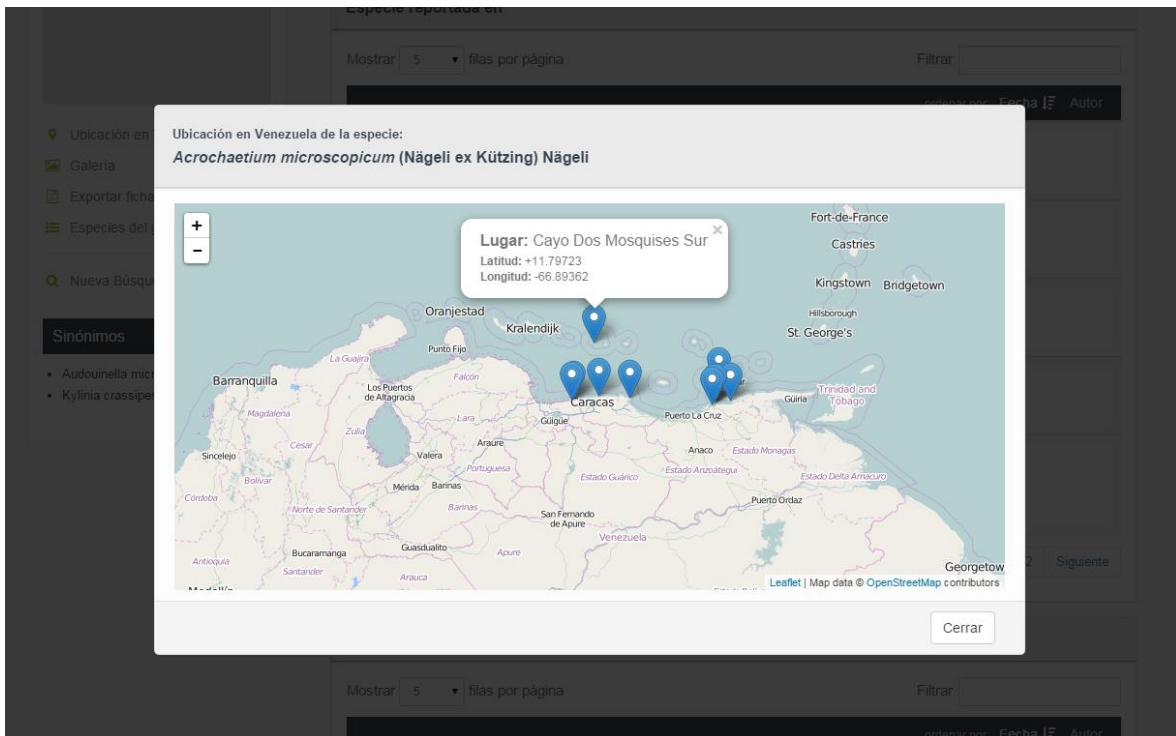 Especie reportada en
Mostrar 5 filas por página
Filtrar
ordenar por Fecha Autor
Ubicación en
Galería
Exportar ficha
Especies del
Nueva Búsqu
Sinónimos
Audouinella micr
Kylinia crassipe
Ubicación en Venezuela de la especie:
Acrochaetium microscopicum (Nägeli ex Kützing) Nägeli
+
−
Lugar: Cayo Dos Mosquises Sur
×
Latitud: +11.79723
Longitud: -66.89362
Fort-de-France
Castries
Kingstown
Bridgetown
Hillsborough
St. George's
Oranjestad
Kralendijk
Punto Fijo
La Guajira
Barranquilla
Los Puertos
de Altagracia
Falcón
Caracas
Güigüe
Puerto La Cruz
Güiria
Trinidad and
Tobago
Magdalena
Zulia
Lara
Cesar
Araure
Anaco
Estado Monagas
Sincelejo
Valera
Portuguesa
Bolívar
Estado Guárico
Estado Anzoátegui
Estado Delta Amacuro
Córdoba
Mérida
Barinas
Puerto Ordaz
Norte de Santander
Barinas
San Fernando
de Apure
Venezuela
Bucaramanga
Guasdualito
Apure
Antioquia
Santander
Arauca
Georgetow
Leaflet | Map data © OpenStreetMap contributors
2
Siguiente
Cerrar
Mostrar 5 filas por página
Filtrar
ordenar por Fecha Autor